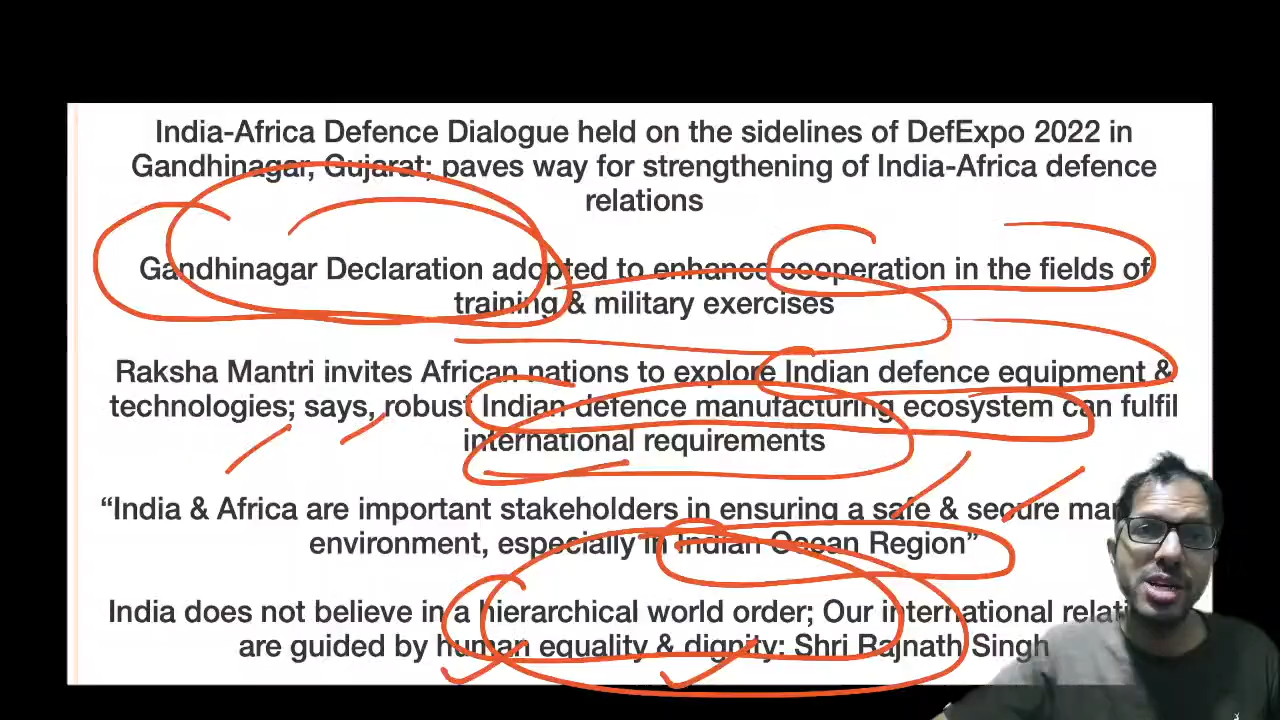 India-Africa Defence Dialogue held on the sidelines of DefExpo 2022 in
Gandhinagar, Gujarat; paves way for strengthening of India-Africa defence
relations
Gandhinagar Declaration adopted to enhance cooperation in the fields of
training & military exercises
Raksha Mantri invites African nations to explore Indian defence equipment &
technologies; says, robust Indian defence manufacturing ecosystem can fulfil
international requirements
“India & Africa are important stakeholders in ensuring a safe & secure
environment, especially in Indian Ocean Region”
India does not believe in a hierarchical world order; Our international
are guided by human equality & dignity: Shri Rajnath Singh